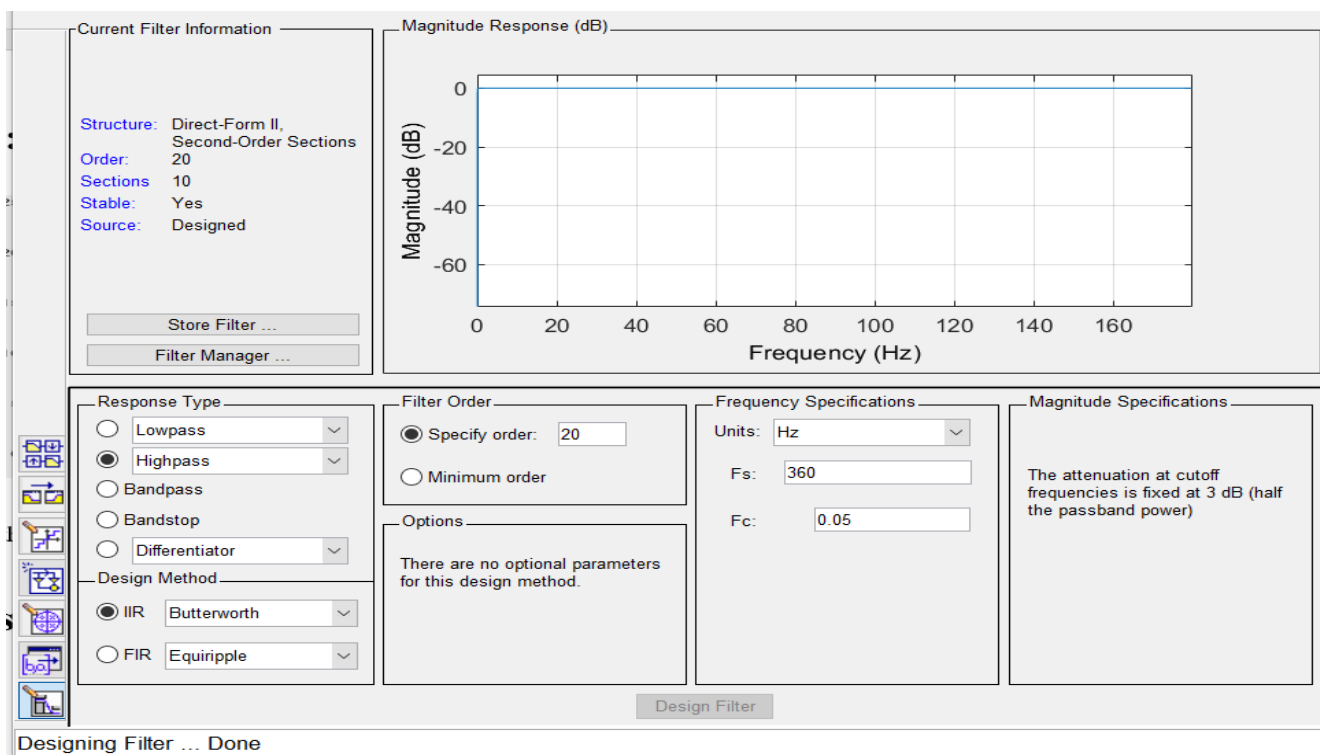 Current Filter Information
Structure: Direct-Form II,
Second-Order Sections
Order: 20
Sections 10
Stable: Yes
Source: Designed
Store Filter ...
Filter Manager ...
Magnitude Response (dB)
0
-20
-40
-60
Magnitude (dB)
0 20 40 60 80 100 120 140 160
Frequency (Hz)
Response Type
Lowpass
Highpass
Bandpass
Bandstop
Differentiator
Design Method
IIR Butterworth
FIR Equiripple
Filter Order
Specify order: 20
Minimum order
Options
There are no optional parameters
for this design method.
Frequency Specifications
Units: Hz
Fs: 360
Fc: 0.05
Magnitude Specifications
The attenuation at cutoff
frequencies is fixed at 3 dB (half
the passband power)
Design Filter
Designing Filter ... Done